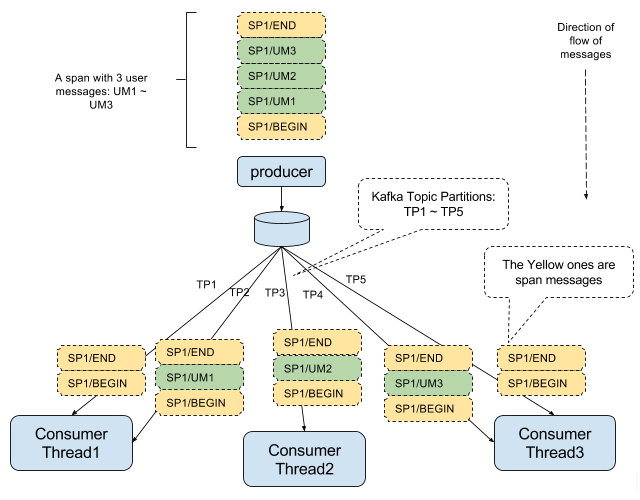 SP1/END
SP1/UM3
SP1/UM2
SP1/UM1
SP1/BEGIN
A span with 3 user
messages: UM1 ~
UM3
Direction of
flow of
messages
producer
Kafka Topic Partitions:
TP1 ~ TP5
The Yellow ones are
span messages
TP1
TP2
TP3
TP4
TP5
SP1/END
SP1/BEGIN
SP1/END
SP1/UM1
SP1/BEGIN
SP1/END
SP1/UM2
SP1/BEGIN
SP1/END
SP1/UM3
SP1/BEGIN
SP1/END
SP1/BEGIN
Consumer
Thread1
Consumer
Thread2
Consumer
Thread3